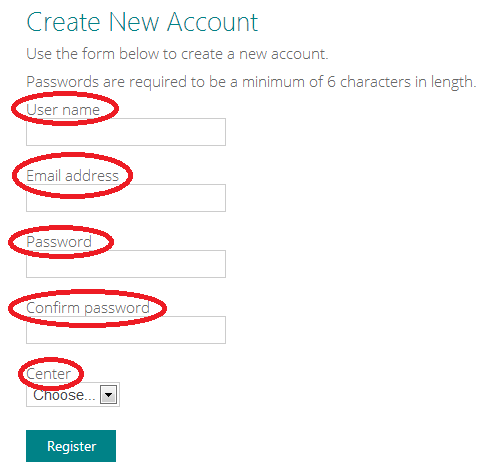 Create New Account
Use the form below to create a new account.
Passwords are required to be a minimum of 6 characters in length.
User name
Email address
Password
Confirm password
Center
Choose...
Register